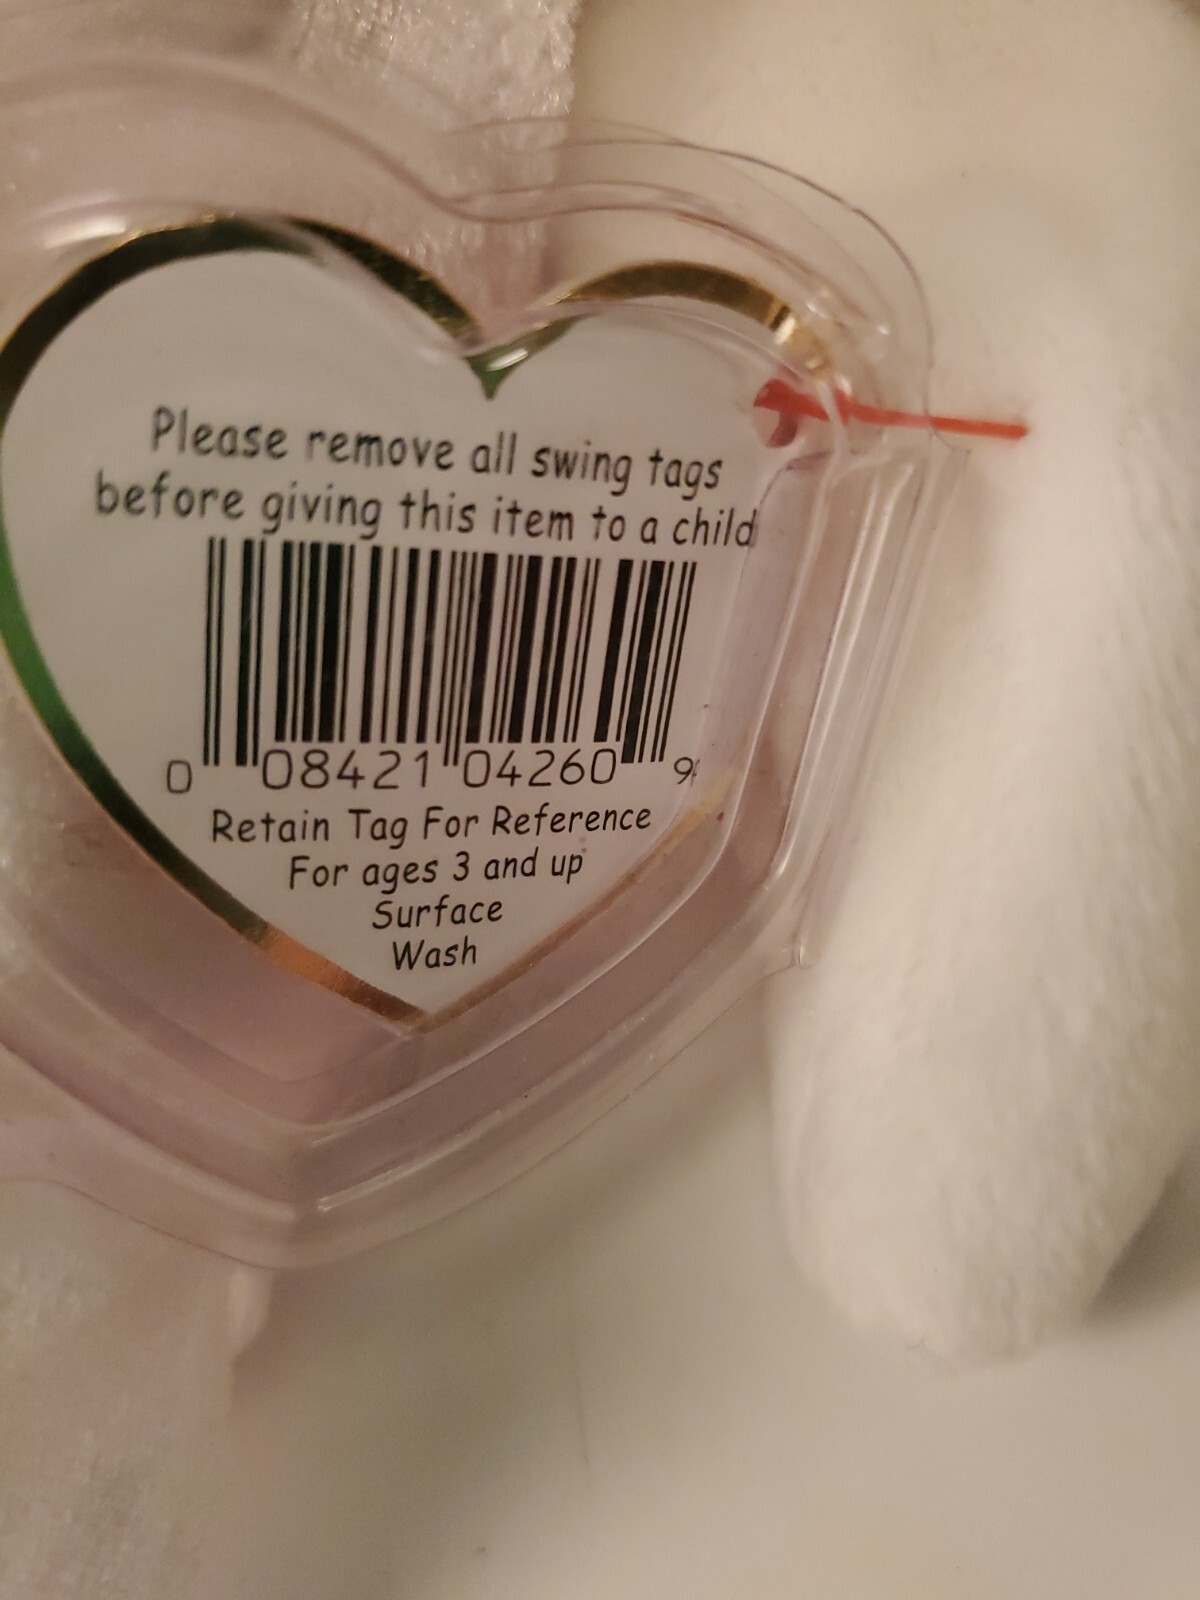 Please remove all swing tags
before giving this item to a child
0 08421 04260 9
Retain Tag For Reference
For ages 3 and up
Surface
Wash